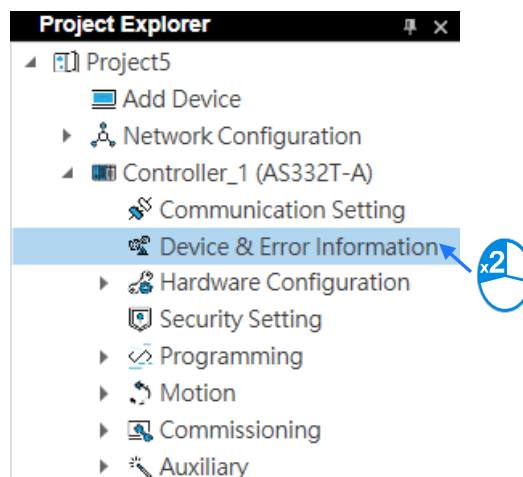 Project Explorer
Project5
Add Device
Network Configuration
Controller_1 (AS332T-A)
Communication Setting
Device & Error Information
x2
Hardware Configuration
Security Setting
Programming
Motion
Commissioning
Auxiliary